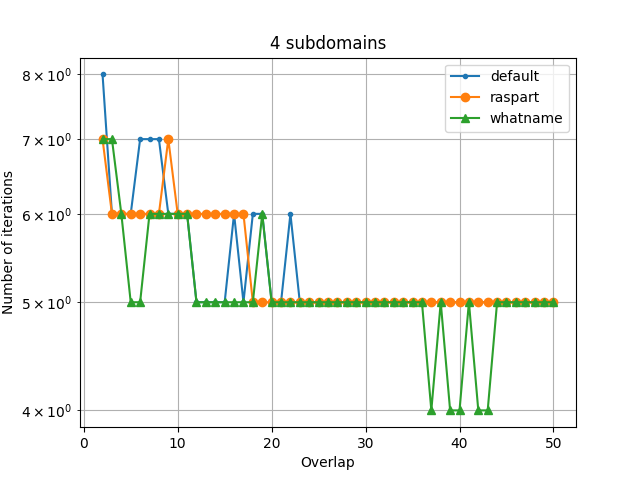 4 subdomains
8 × 10⁰
7 × 10⁰
6 × 10⁰
5 × 10⁰
4 × 10⁰
Number of iterations
default
raspart
whatname
0 10 20 30 40 50
Overlap